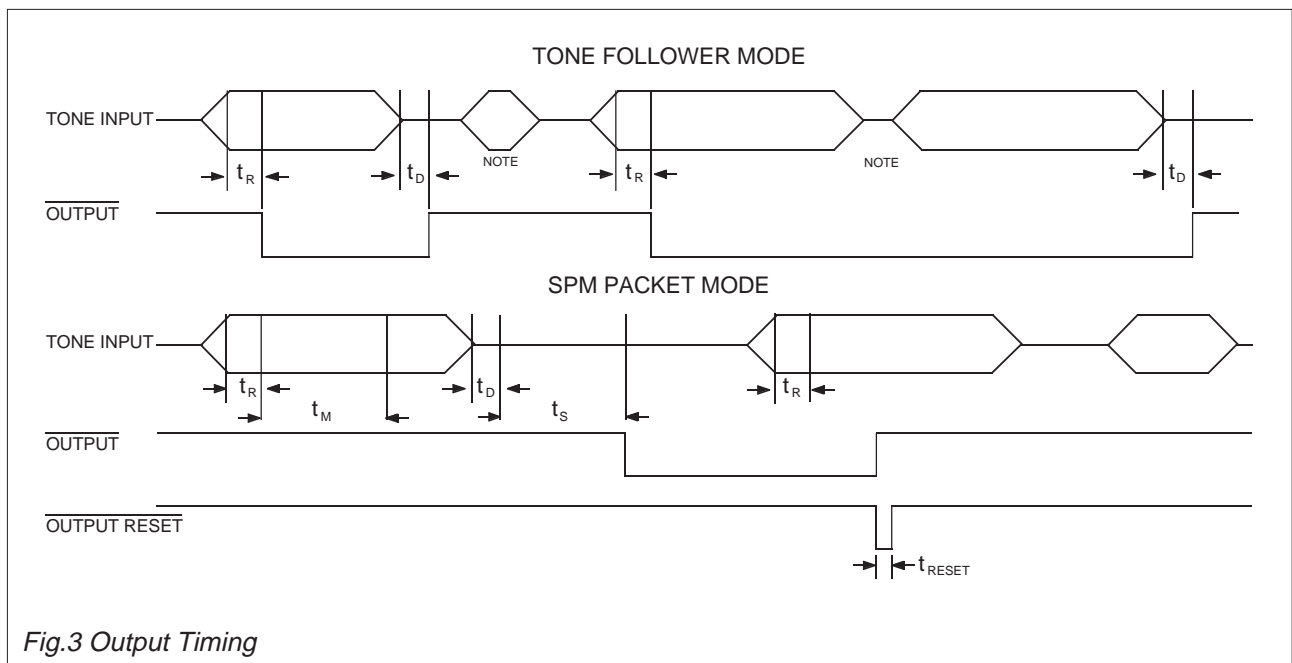 TONE FOLLOWER MODE
TONE INPUT
NOTE
NOTE
tR
tD
tR
tD
OUTPUT
SPM PACKET MODE
TONE INPUT
tR
tD
tR
tM
tS
OUTPUT
OUTPUT RESET
tRESET
Fig.3 Output Timing